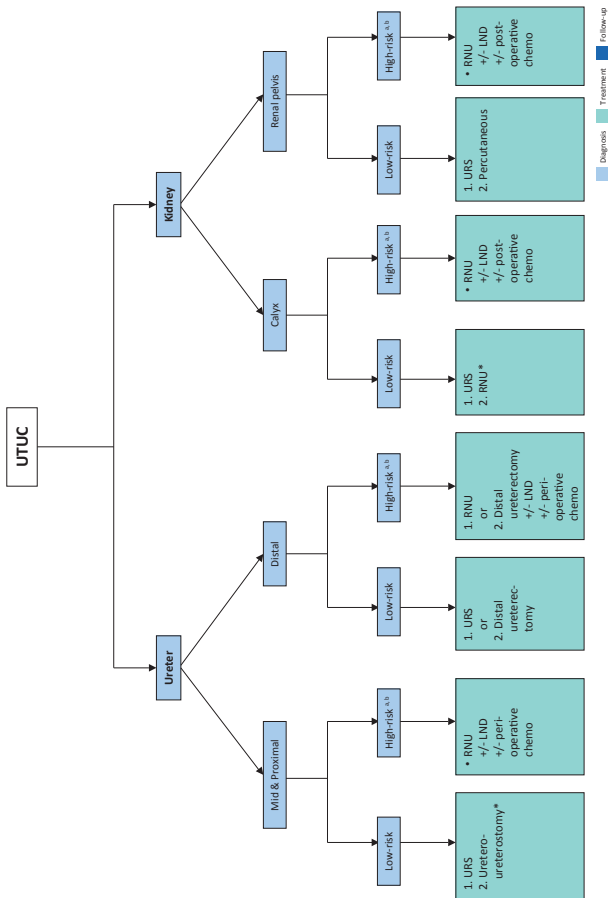 UTUC
Ureter
Kidney
Mid & Proximal
Distal
Calyx
Renal pelvis
Low-risk
High-risk a,b
Low-risk
High-risk a,b
Low-risk
High-risk a,b
Low-risk
High-risk a,b
1. URS
2. Uretero-
ureterostomy*
• RNU
+/- LND
+/- peri-
operative
chemo
1. URS
or
2. Distal
ureterec-
tomy
1. RNU
or
2. Distal
ureterectomy
+/- LND
+/- peri-
operative
chemo
1. URS
2. RNU*
• RNU
+/- LND
+/- post-
operative
chemo
1. URS
2. Percutaneous
• RNU
+/- LND
+/- post-
operative
chemo
Diagnosis
Treatment
Follow-up